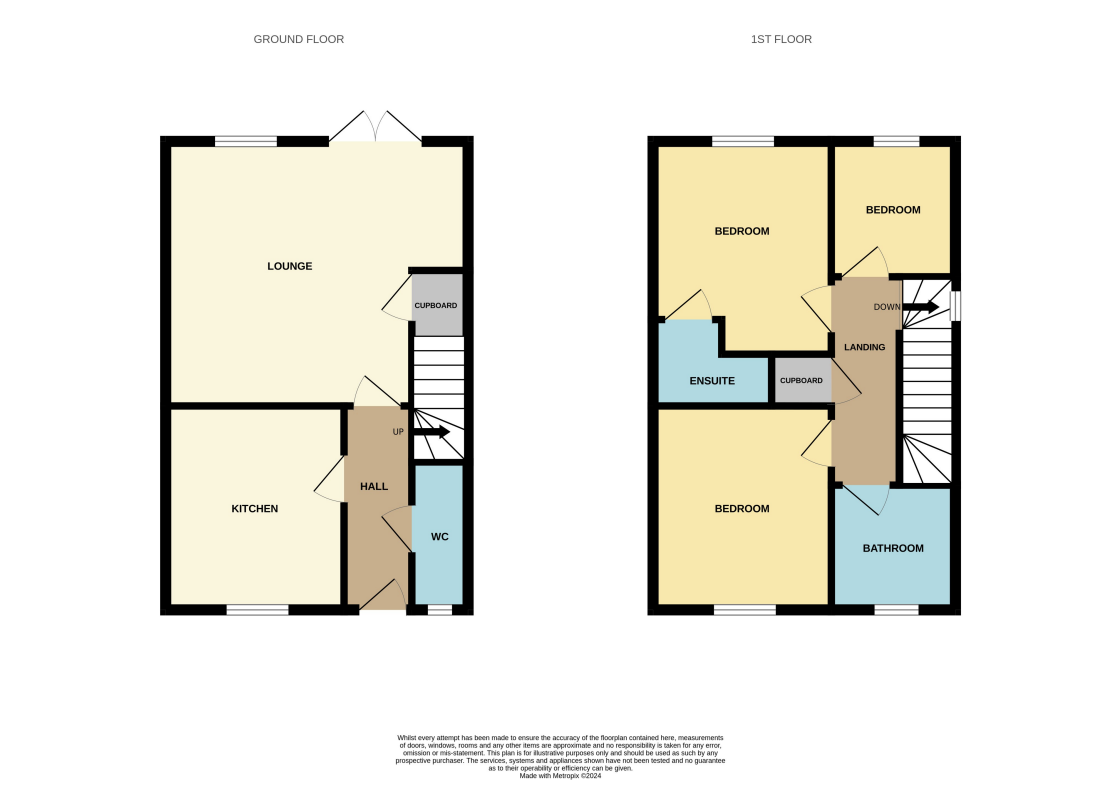 GROUND FLOOR
1ST FLOOR
LOUNGE
CUPBOARD
UP
HALL
KITCHEN
WC
BEDROOM
BEDROOM
DOWN
LANDING
ENSUITE
CUPBOARD
BEDROOM
BATHROOM
Whilst every attempt has been made to ensure the accuracy of the floorplan contained here, measurements
of doors, windows, rooms and any other items are approximate and no responsibility is taken for any error,
omission or mis-statement. This plan is for illustrative purposes only and should be used as such by any
prospective purchaser. The services, systems and appliances shown have not been tested and no guarantee
as to their operability or efficiency can be given.
Made with Metropix ©2024